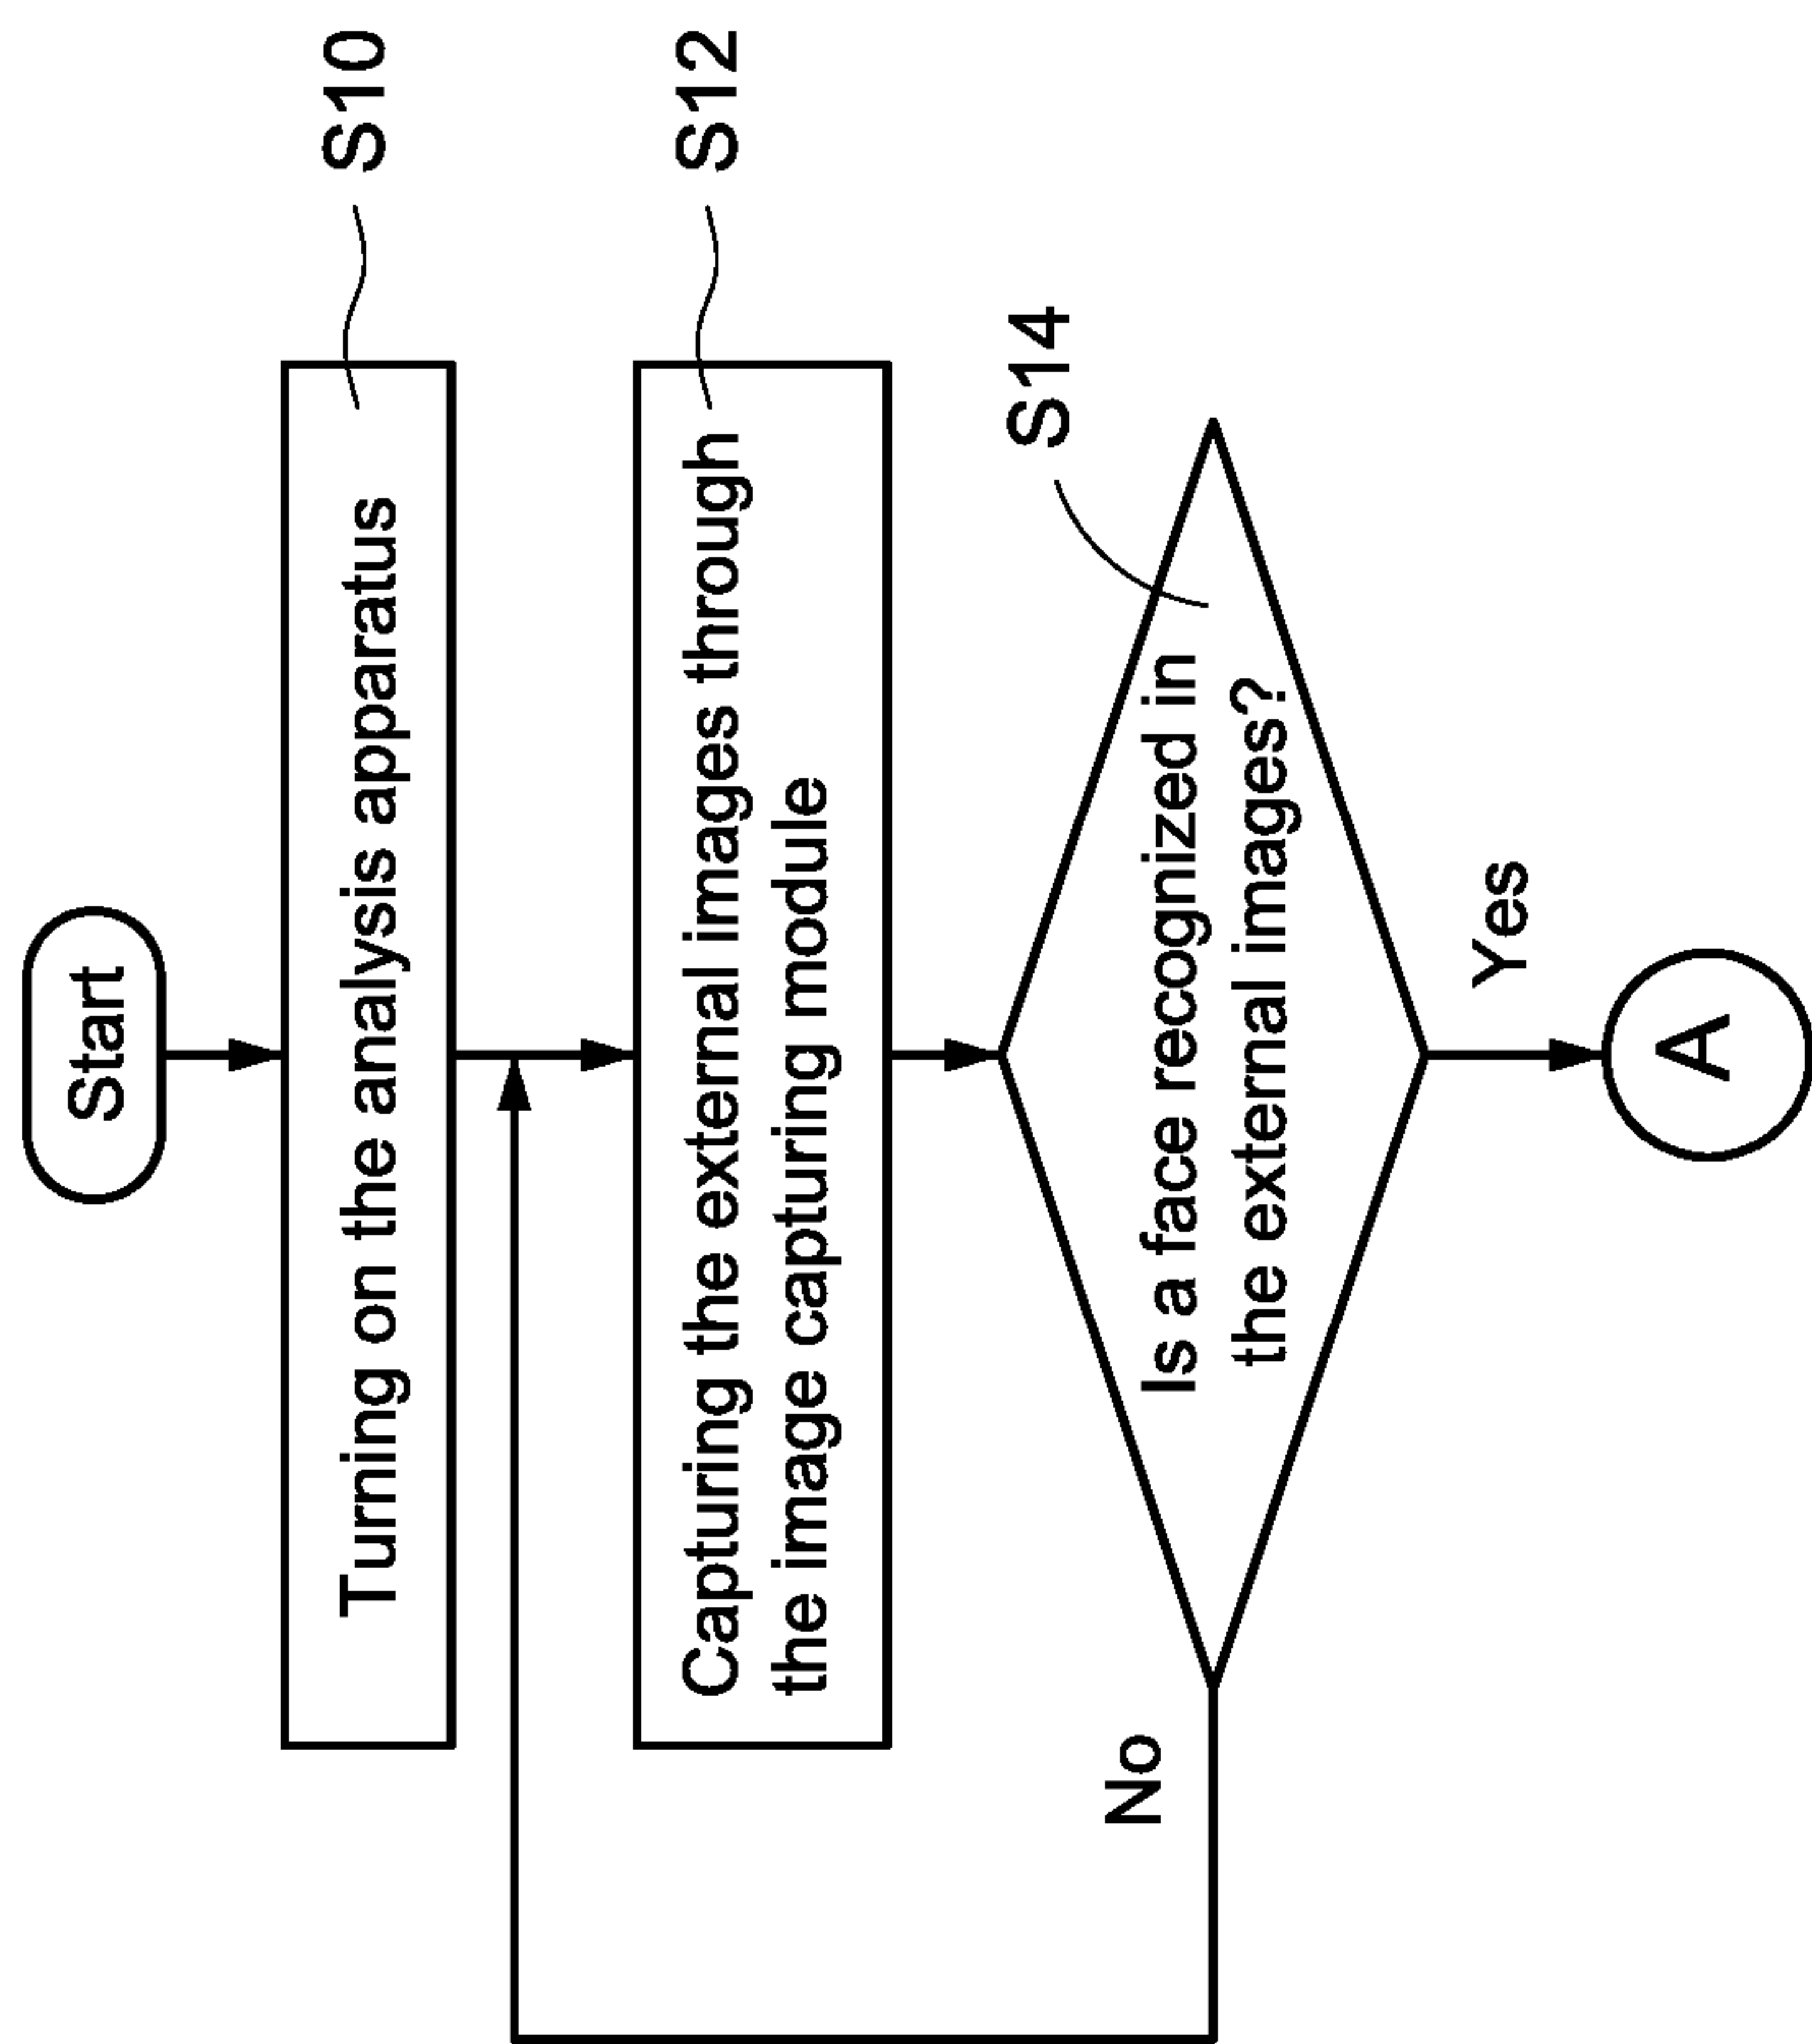 Start
Turning on the analysis apparatus
S10
Capturing the external images through
the image capturing module
S12
Is a face recognized in
the external images?
S14
No
Yes
A